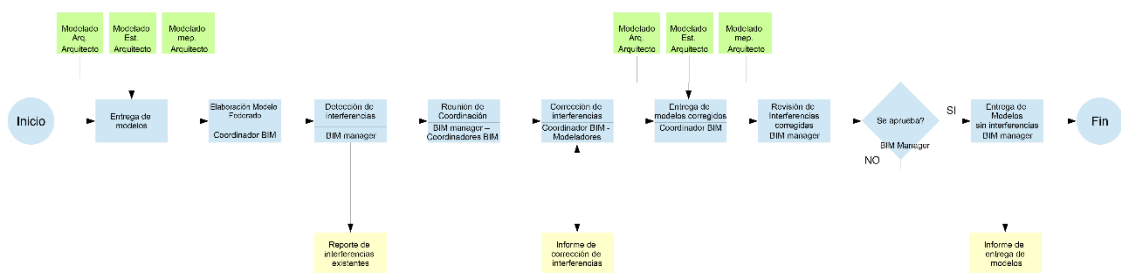 Modelado
Arq.
Arquitecto
Modelado
Est.
Arquitecto
Modelado
mep.
Arquitecto
Modelado
Arq.
Arquitecto
Modelado
Est.
Arquitecto
Modelado
mep.
Arquitecto
Inicio
Entrega de
modelos
Elaboración Modelo
Federado
Coordinador BIM
Detección de
interferencias
BIM manager
Reunión de
Coordinación
BIM manager –
Coordinadores BIM
Corrección de
interferencias
Coordinador BIM -
Modeladores
Entrega de
modelos corregidos
Coordinador BIM
Revisión de
Interferencias
corregidas
BIM manager
Se aprueba?
BIM Manager
SI
NO
Entrega de
Modelos
sin interferencias
BIM manager
Fin
Reporte de
interferencias
existentes
Informe de
corrección de
interferencias
Informe de
entrega de
modelos